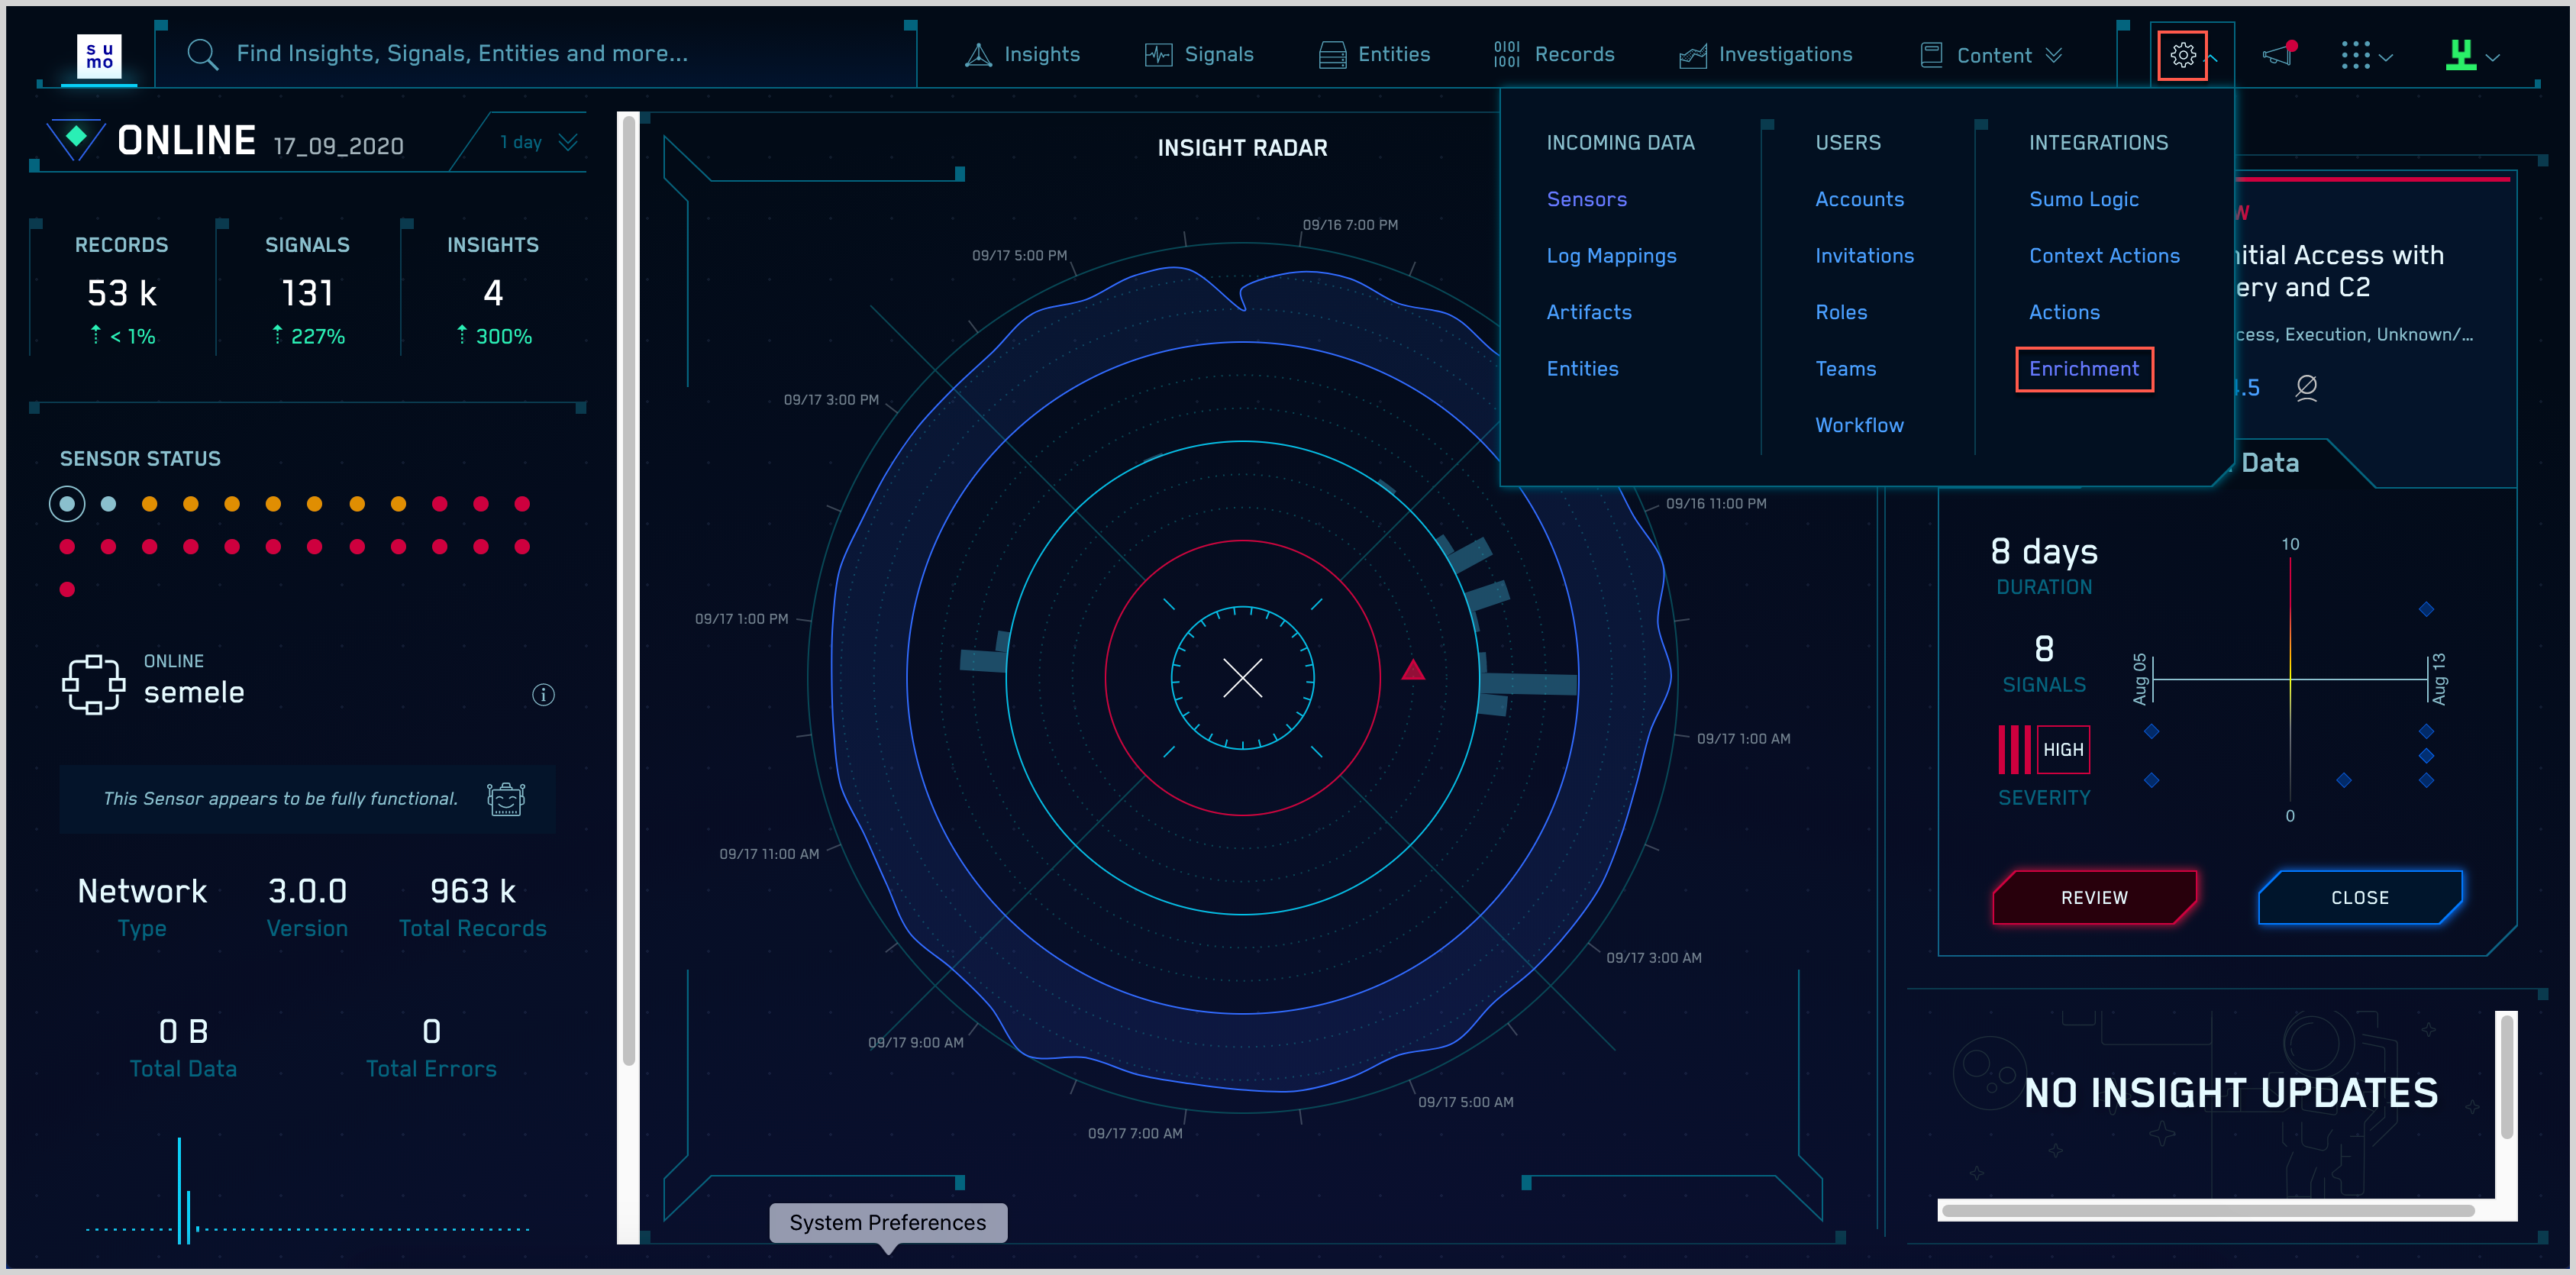 su
mo
Find Insights, Signals, Entities and more...
Insights
Signals
Entities
Records
Investigations
Content
ONLINE 17_09_2020
1 day
RECORDS
53 k
< 1%
SIGNALS
131
227%
INSIGHTS
4
300%
SENSOR STATUS
ONLINE
semele
This Sensor appears to be fully functional.
Network
Type
3.0.0
Version
963 k
Total Records
0 B
Total Data
0
Total Errors
INSIGHT RADAR
09/16 7:00 PM
09/17 5:00 PM
09/17 3:00 PM
09/16 11:00 PM
09/17 1:00 PM
09/17 1:00 AM
09/17 11:00 AM
09/17 3:00 AM
09/17 9:00 AM
09/17 5:00 AM
09/17 7:00 AM
System Preferences
INCOMING DATA
Sensors
Log Mappings
Artifacts
Entities
USERS
Accounts
Invitations
Roles
Teams
Workflow
INTEGRATIONS
Sumo Logic
Context Actions
Actions
Enrichment
W
nitial Access with
ery and C2
cess, Execution, Unknown/...
.5
Data
8 days
DURATION
8
SIGNALS
HIGH
SEVERITY
10
Aug 05
Aug 13
0
REVIEW
CLOSE
NO INSIGHT UPDATES